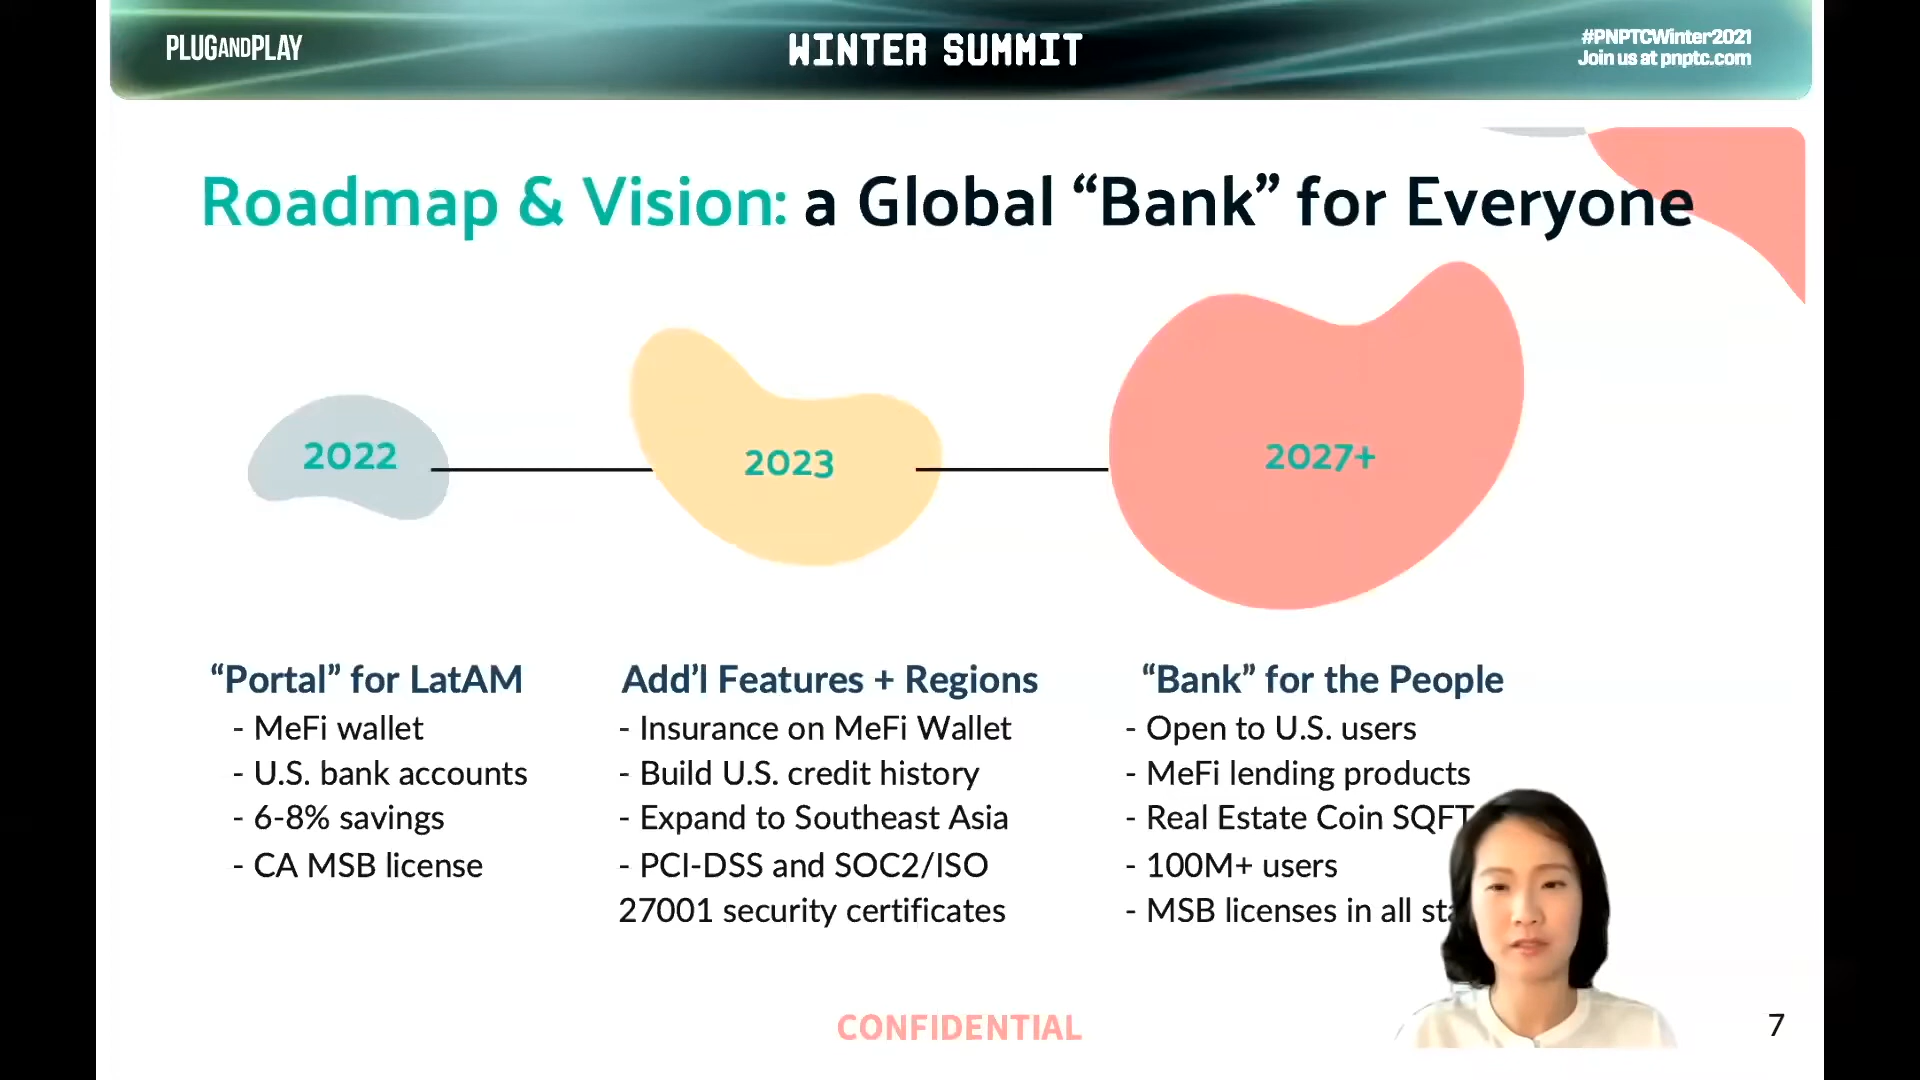 PLUGANDPLAY
WINTER SUMMIT
#PNPTCWinter2021
Join us at pnptc.com
Roadmap & Vision: a Global “Bank” for Everyone
2022
2023
2027+
“Portal” for LatAM
- MeFi wallet
- U.S. bank accounts
- 6-8% savings
- CA MSB license
Add’l Features + Regions
- Insurance on MeFi Wallet
- Build U.S. credit history
- Expand to Southeast Asia
- PCI-DSS and SOC2/ISO
27001 security certificates
“Bank” for the People
- Open to U.S. users
- MeFi lending products
- Real Estate Coin SQFT
- 100M+ users
- MSB licenses in all
CONFIDENTIAL
7